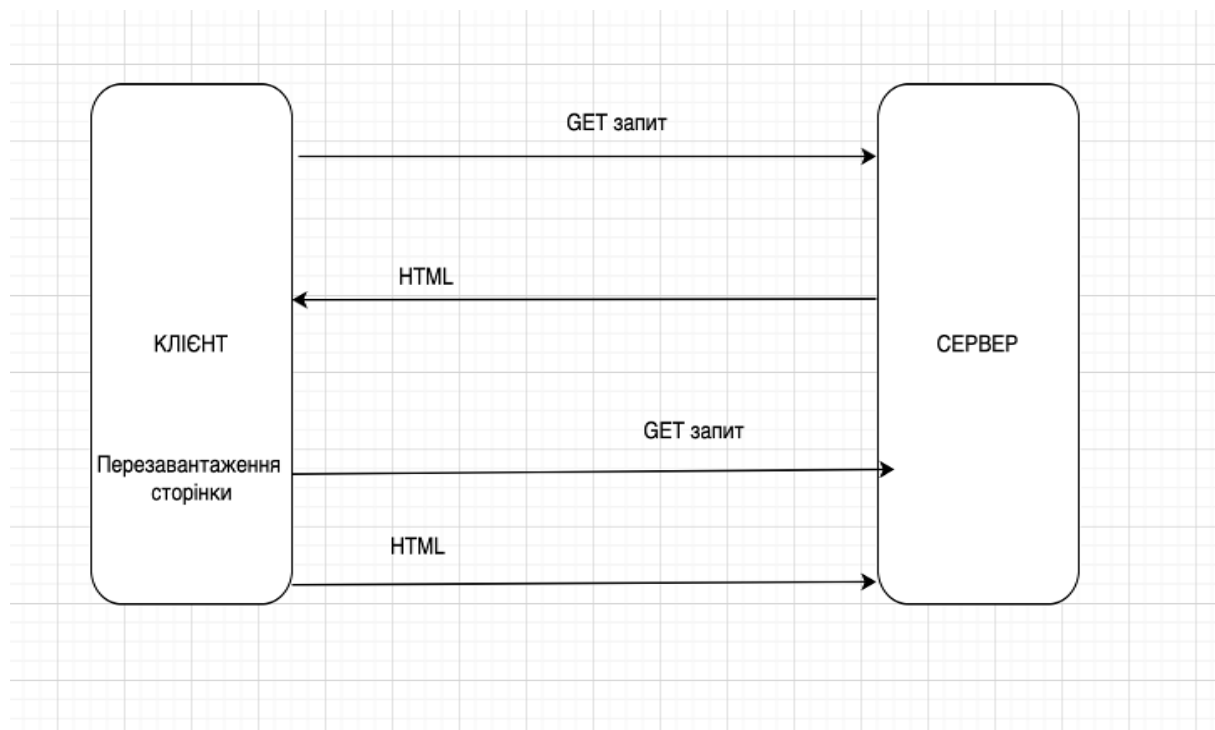 GET запит
HTML
КЛІЄНТ
СЕРВЕР
GET запит
Перезавантаження
сторінки
HTML